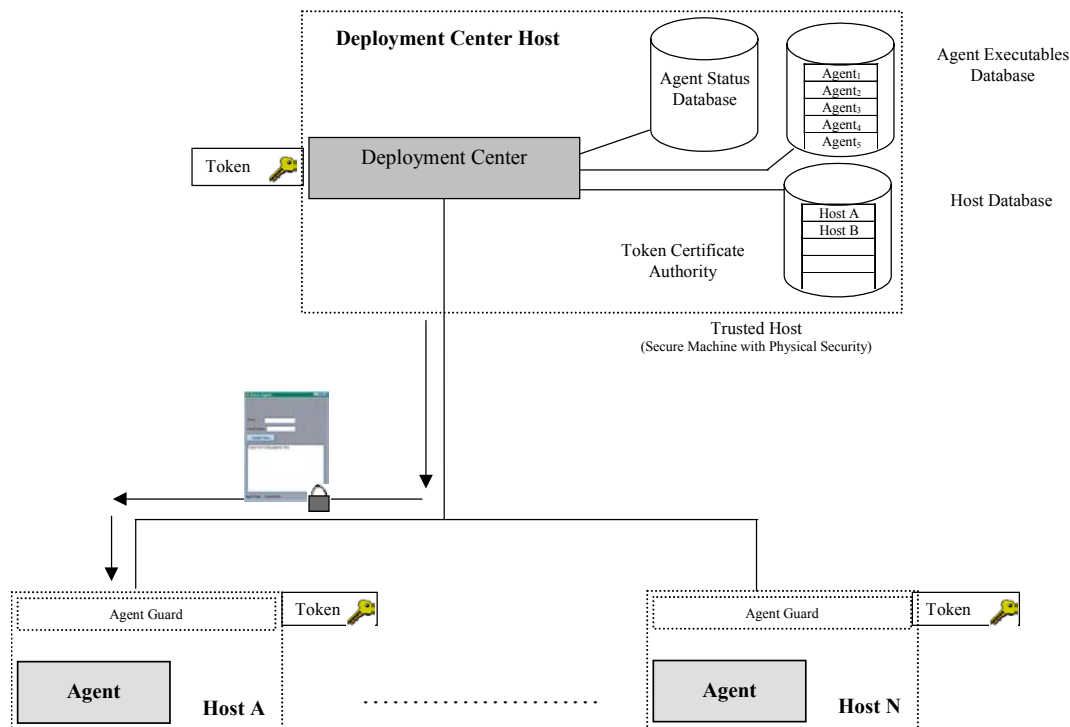 Deployment Center Host
Agent Status
Database
Agent Executables
Database
Agent₁
Agent₂
Agent₃
Agent₄
Agent₅
Token
Deployment Center
Host Database
Host A
Host B
Token Certificate
Authority
Trusted Host
(Secure Machine with Physical Security)
Agent Guard
Token
Agent Guard
Token
Agent
Host A
Agent
Host N